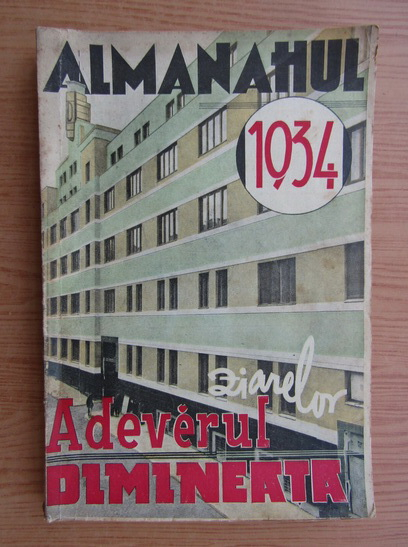 ALMANAHUL
1934
ziarelor
Adevĕrul
DIMINEAȚA